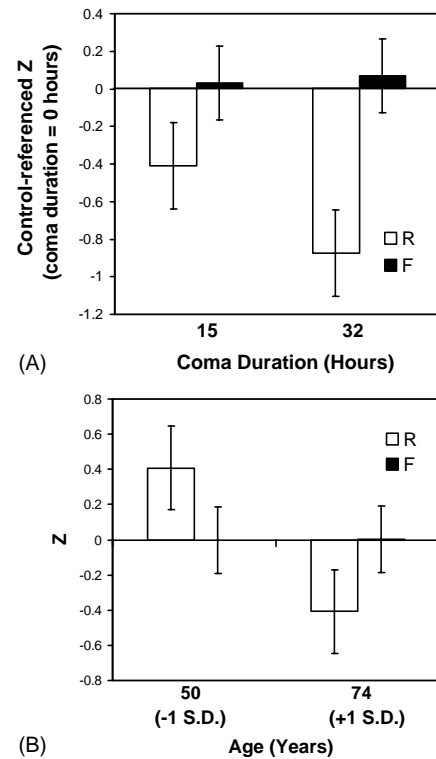 Control-referenced Z
(coma duration = 0 hours)
0.4
0.2
0
-0.2
-0.4
-0.6
-0.8
-1
-1.2
R
F
15 32
(A) Coma Duration (Hours)
Z
0.8
0.6
0.4
0.2
0
-0.2
-0.4
-0.6
-0.8
R
F
50 74
(-1 S.D.) (+1 S.D.)
(B) Age (Years)